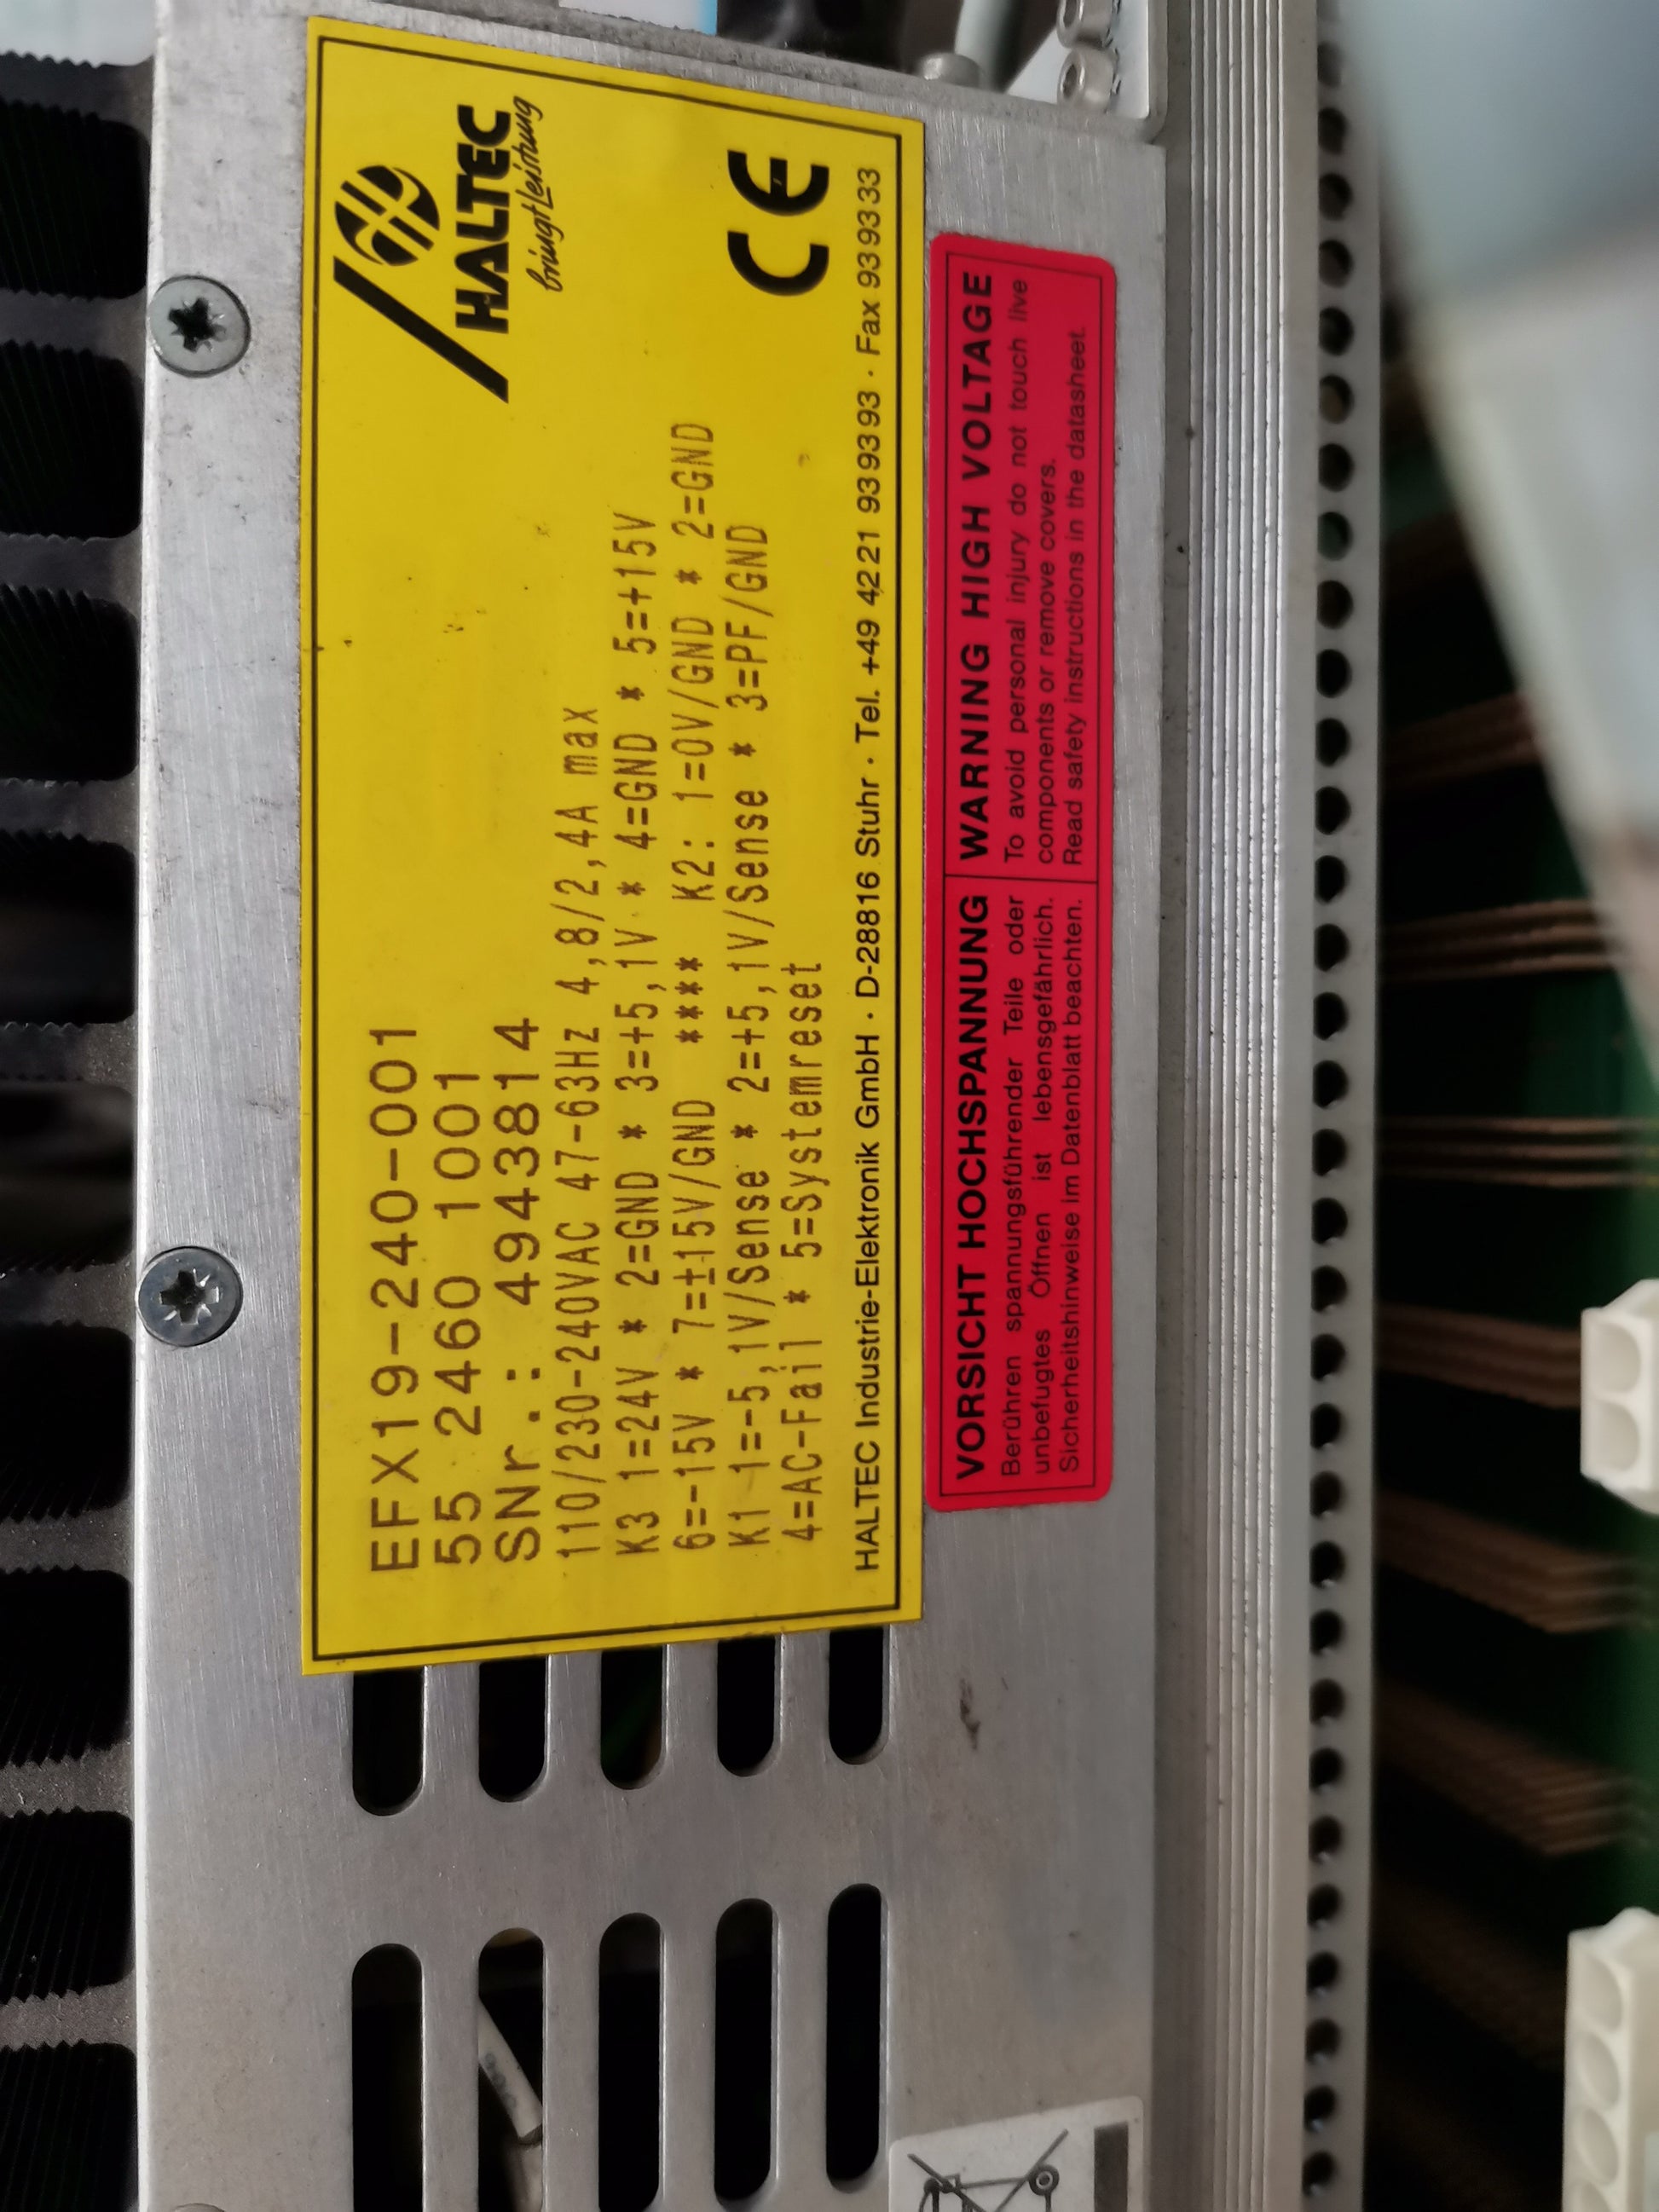 HALTEC
bringt Leistung
EFX19-240-001
55 2460 1001
SNr.: 4943814
110/230-240VAC 47-63Hz 4,8/2,4A max
K3 1=24V * 2=GND * 3=+5,1V * 4=GND * 5=+15V
6=-15V * 7=±15V/GND **** K2: 1=0V/GND * 2=GND
K1 1=-5,1V/Sense * 2=+5,1V/Sense * 3=PF/GND
4=AC-Fail * 5=Systemreset
CE
HALTEC Industrie-Elektronik GmbH · D-28816 Stuhr · Tel. +49 4221 939393 · Fax 939333
VORSICHT HOCHSPANNUNG
Berühren spannungsführender Teile oder
unbefugtes Öffnen ist lebensgefährlich.
Sicherheitshinweise im Datenblatt beachten.
WARNING HIGH VOLTAGE
To avoid personal injury do not touch live
components or remove covers.
Read safety instructions in the datasheet.